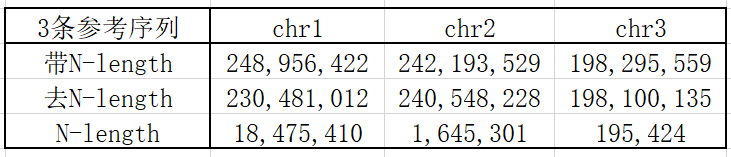 3条参考序列 chr1 chr2 chr3
带N-length 248,956,422 242,193,529 198,295,559
去N-length 230,481,012 240,548,228 198,100,135
N-length 18,475,410 1,645,301 195,424